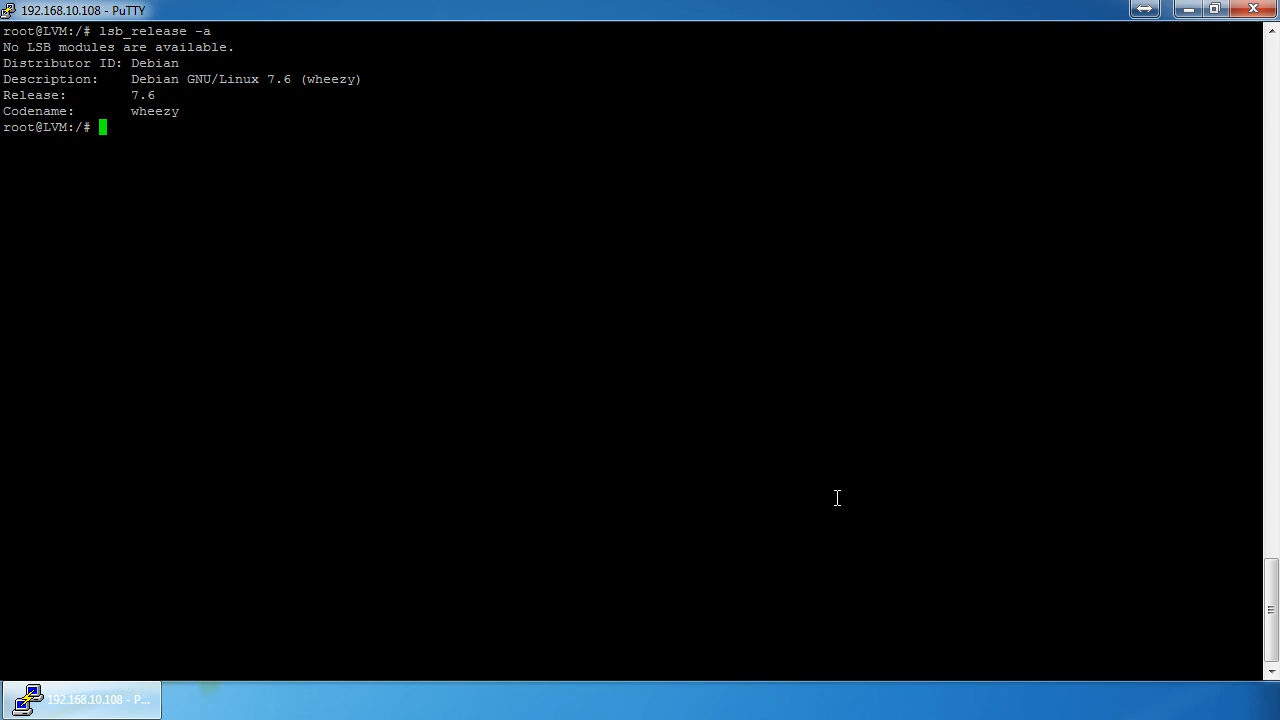 192.168.10.108 - PuTTY
root@LVM:/# lsb_release -a
No LSB modules are available.
Distributor ID: Debian
Description:    Debian GNU/Linux 7.6 (wheezy)
Release:        7.6
Codename:       wheezy
root@LVM:/#
192.168.10.108 - P...